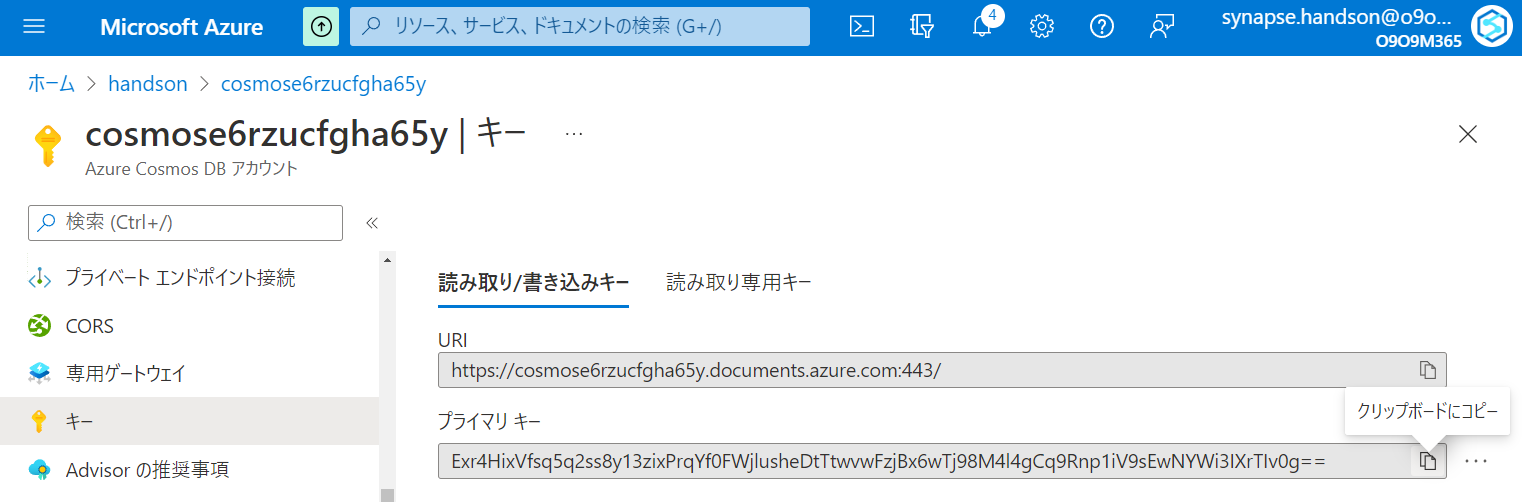 Microsoft Azure
リソース、サービス、ドキュメントの検索 (G+/)
4
synapse.handson@o9o...
O9O9M365
ホーム > handson > cosmose6rzucfgha65y
cosmose6rzucfgha65y | キー ...
Azure Cosmos DB アカウント
検索 (Ctrl+/)
プライベート エンドポイント接続
CORS
専用ゲートウェイ
キー
Advisor の推奨事項
読み取り/書き込みキー 読み取り専用キー
URI
https://cosmose6rzucfgha65y.documents.azure.com:443/
クリップボードにコピー
プライマリ キー
Exr4HixVfsq5q2ss8y13zixPrqYf0FWjlusheDtTtwvwFzjBx6wTj98M4l4gCq9Rnp1iV9sEwNYWi3IXrTIv0g==